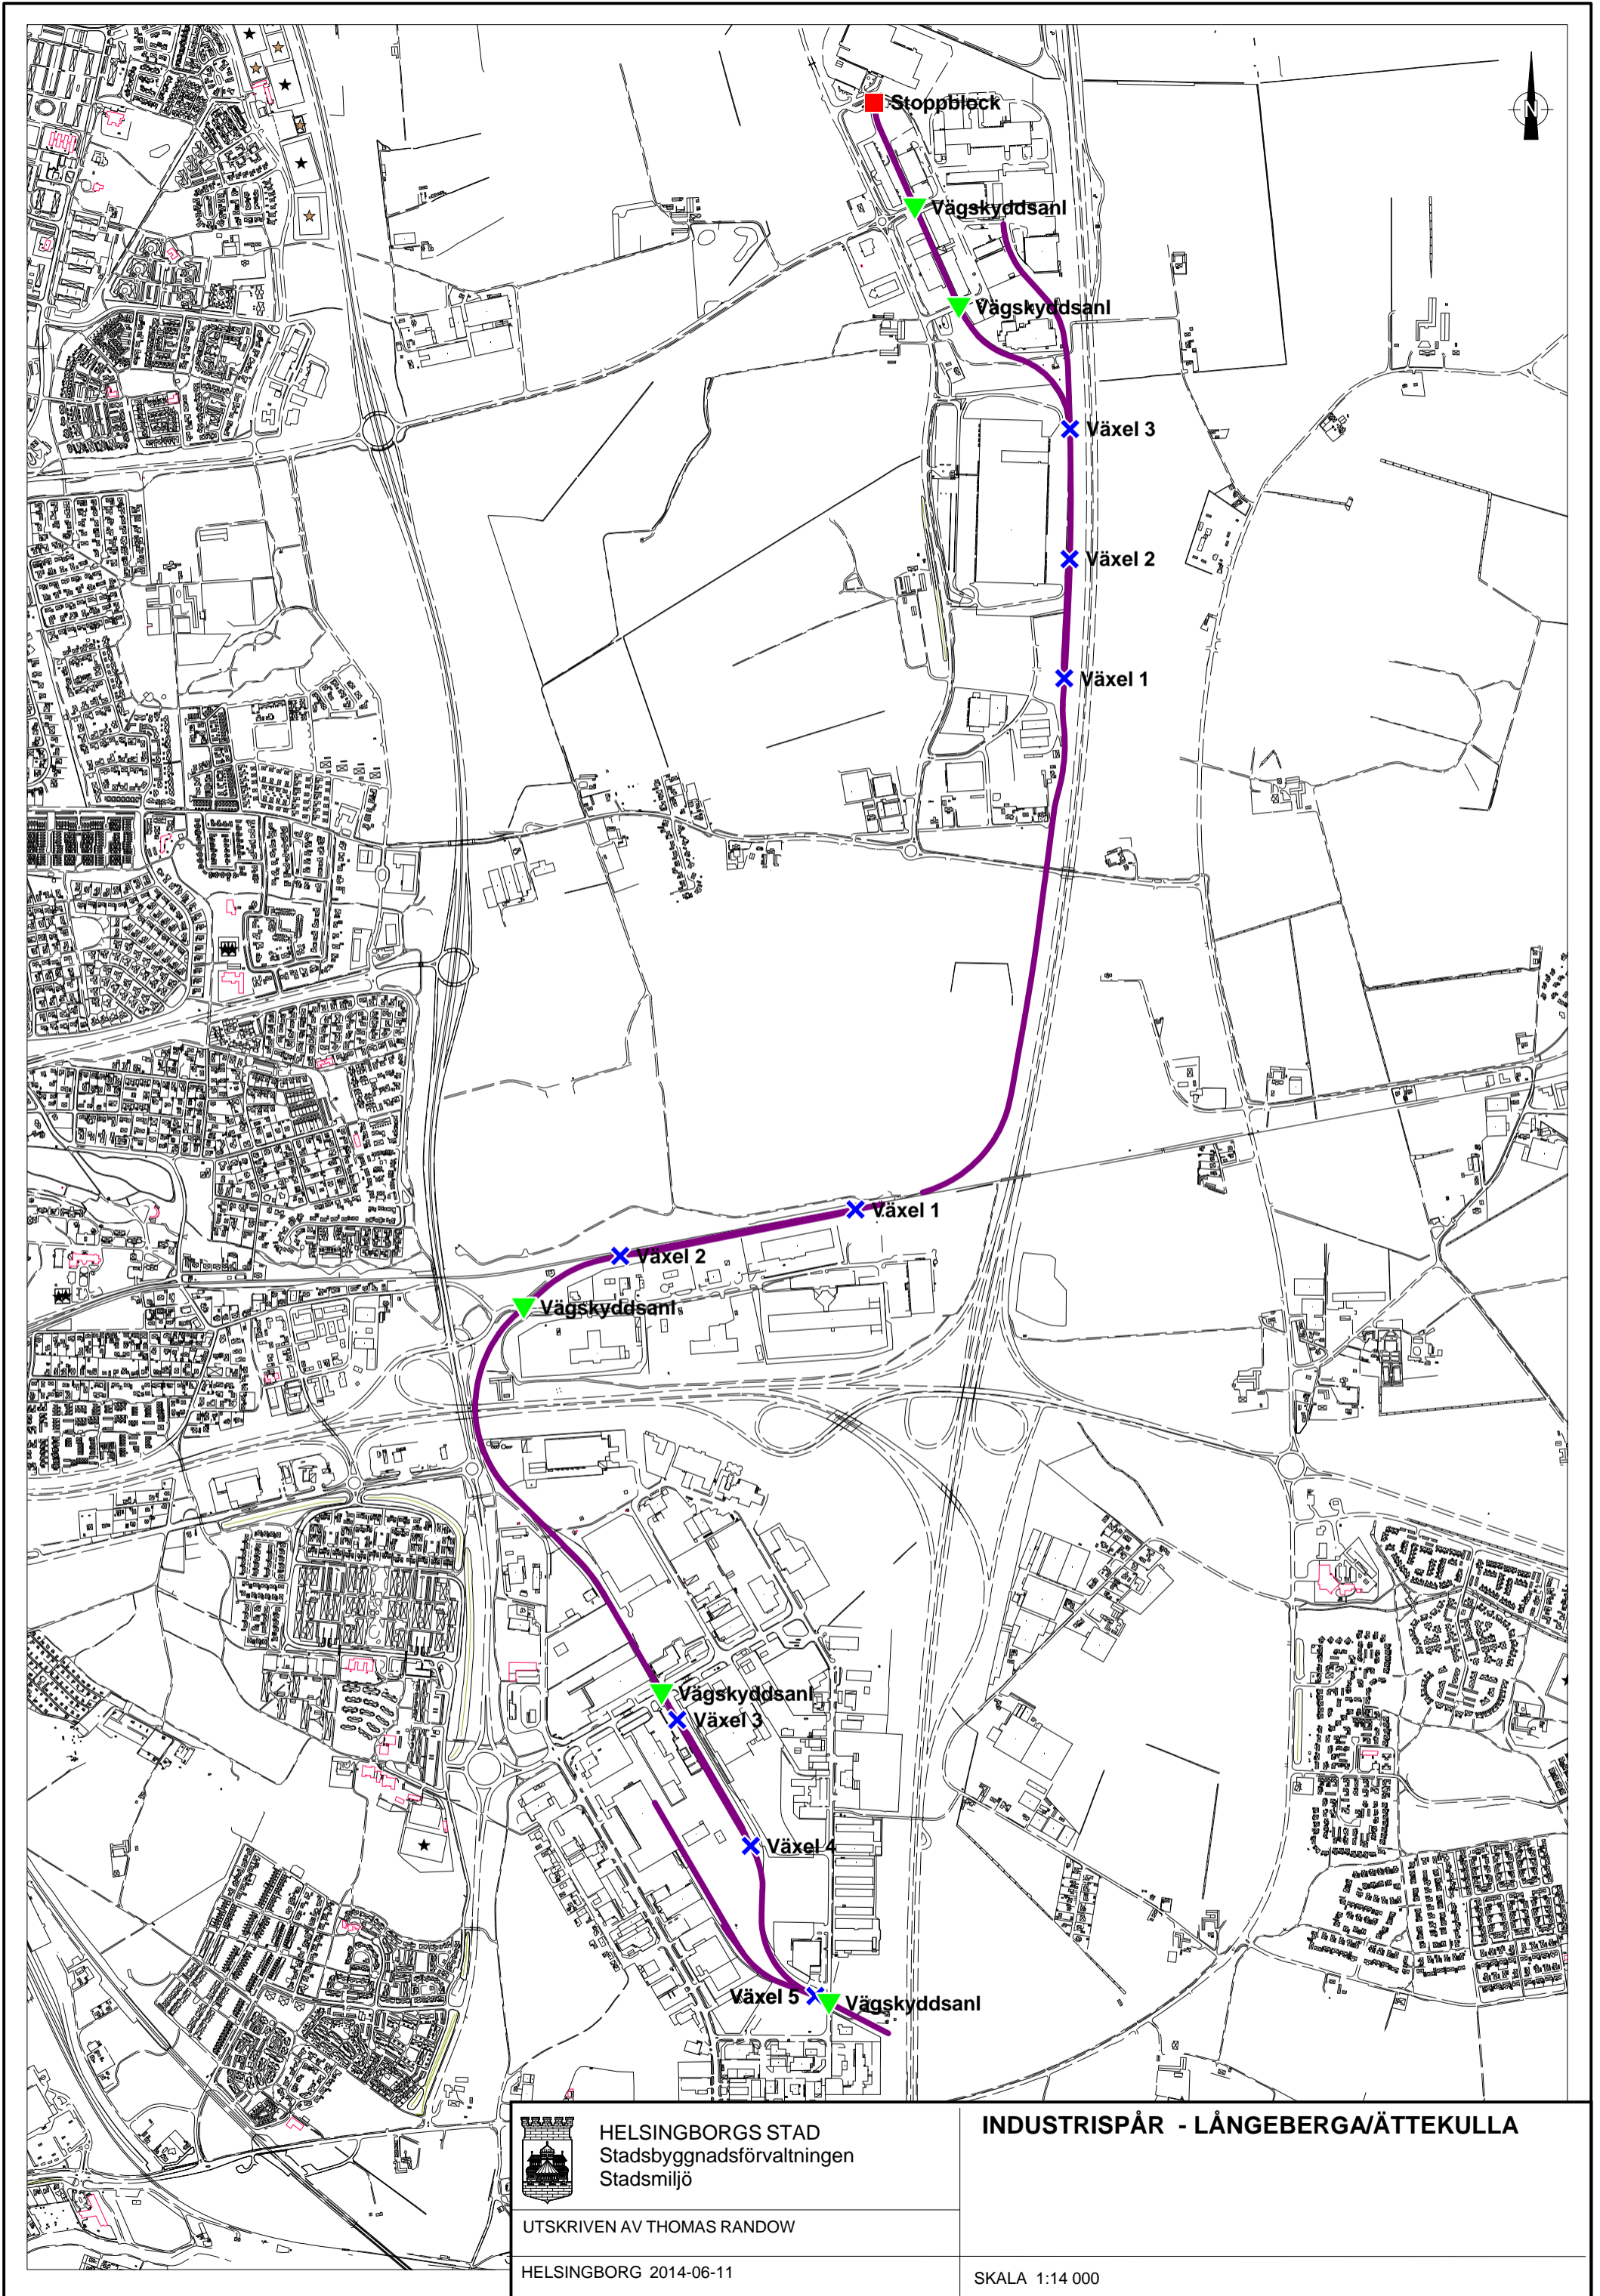 N
Stoppblock
Vägskyddsanl
Vägskyddsanl
Växel 3
Växel 2
Växel 1
Växel 1
Växel 2
Vägskyddsanl
Vägskyddsanl
Växel 3
Växel 4
Växel 5
Vägskyddsanl
HELSINGBORGS STAD
Stadsbyggnadsförvaltningen
Stadsmiljö
INDUSTRISPÅR - LÅNGEBERGA/ÄTTEKULLA
UTSKRIVEN AV THOMAS RANDOW
HELSINGBORG 2014-06-11
SKALA 1:14 000